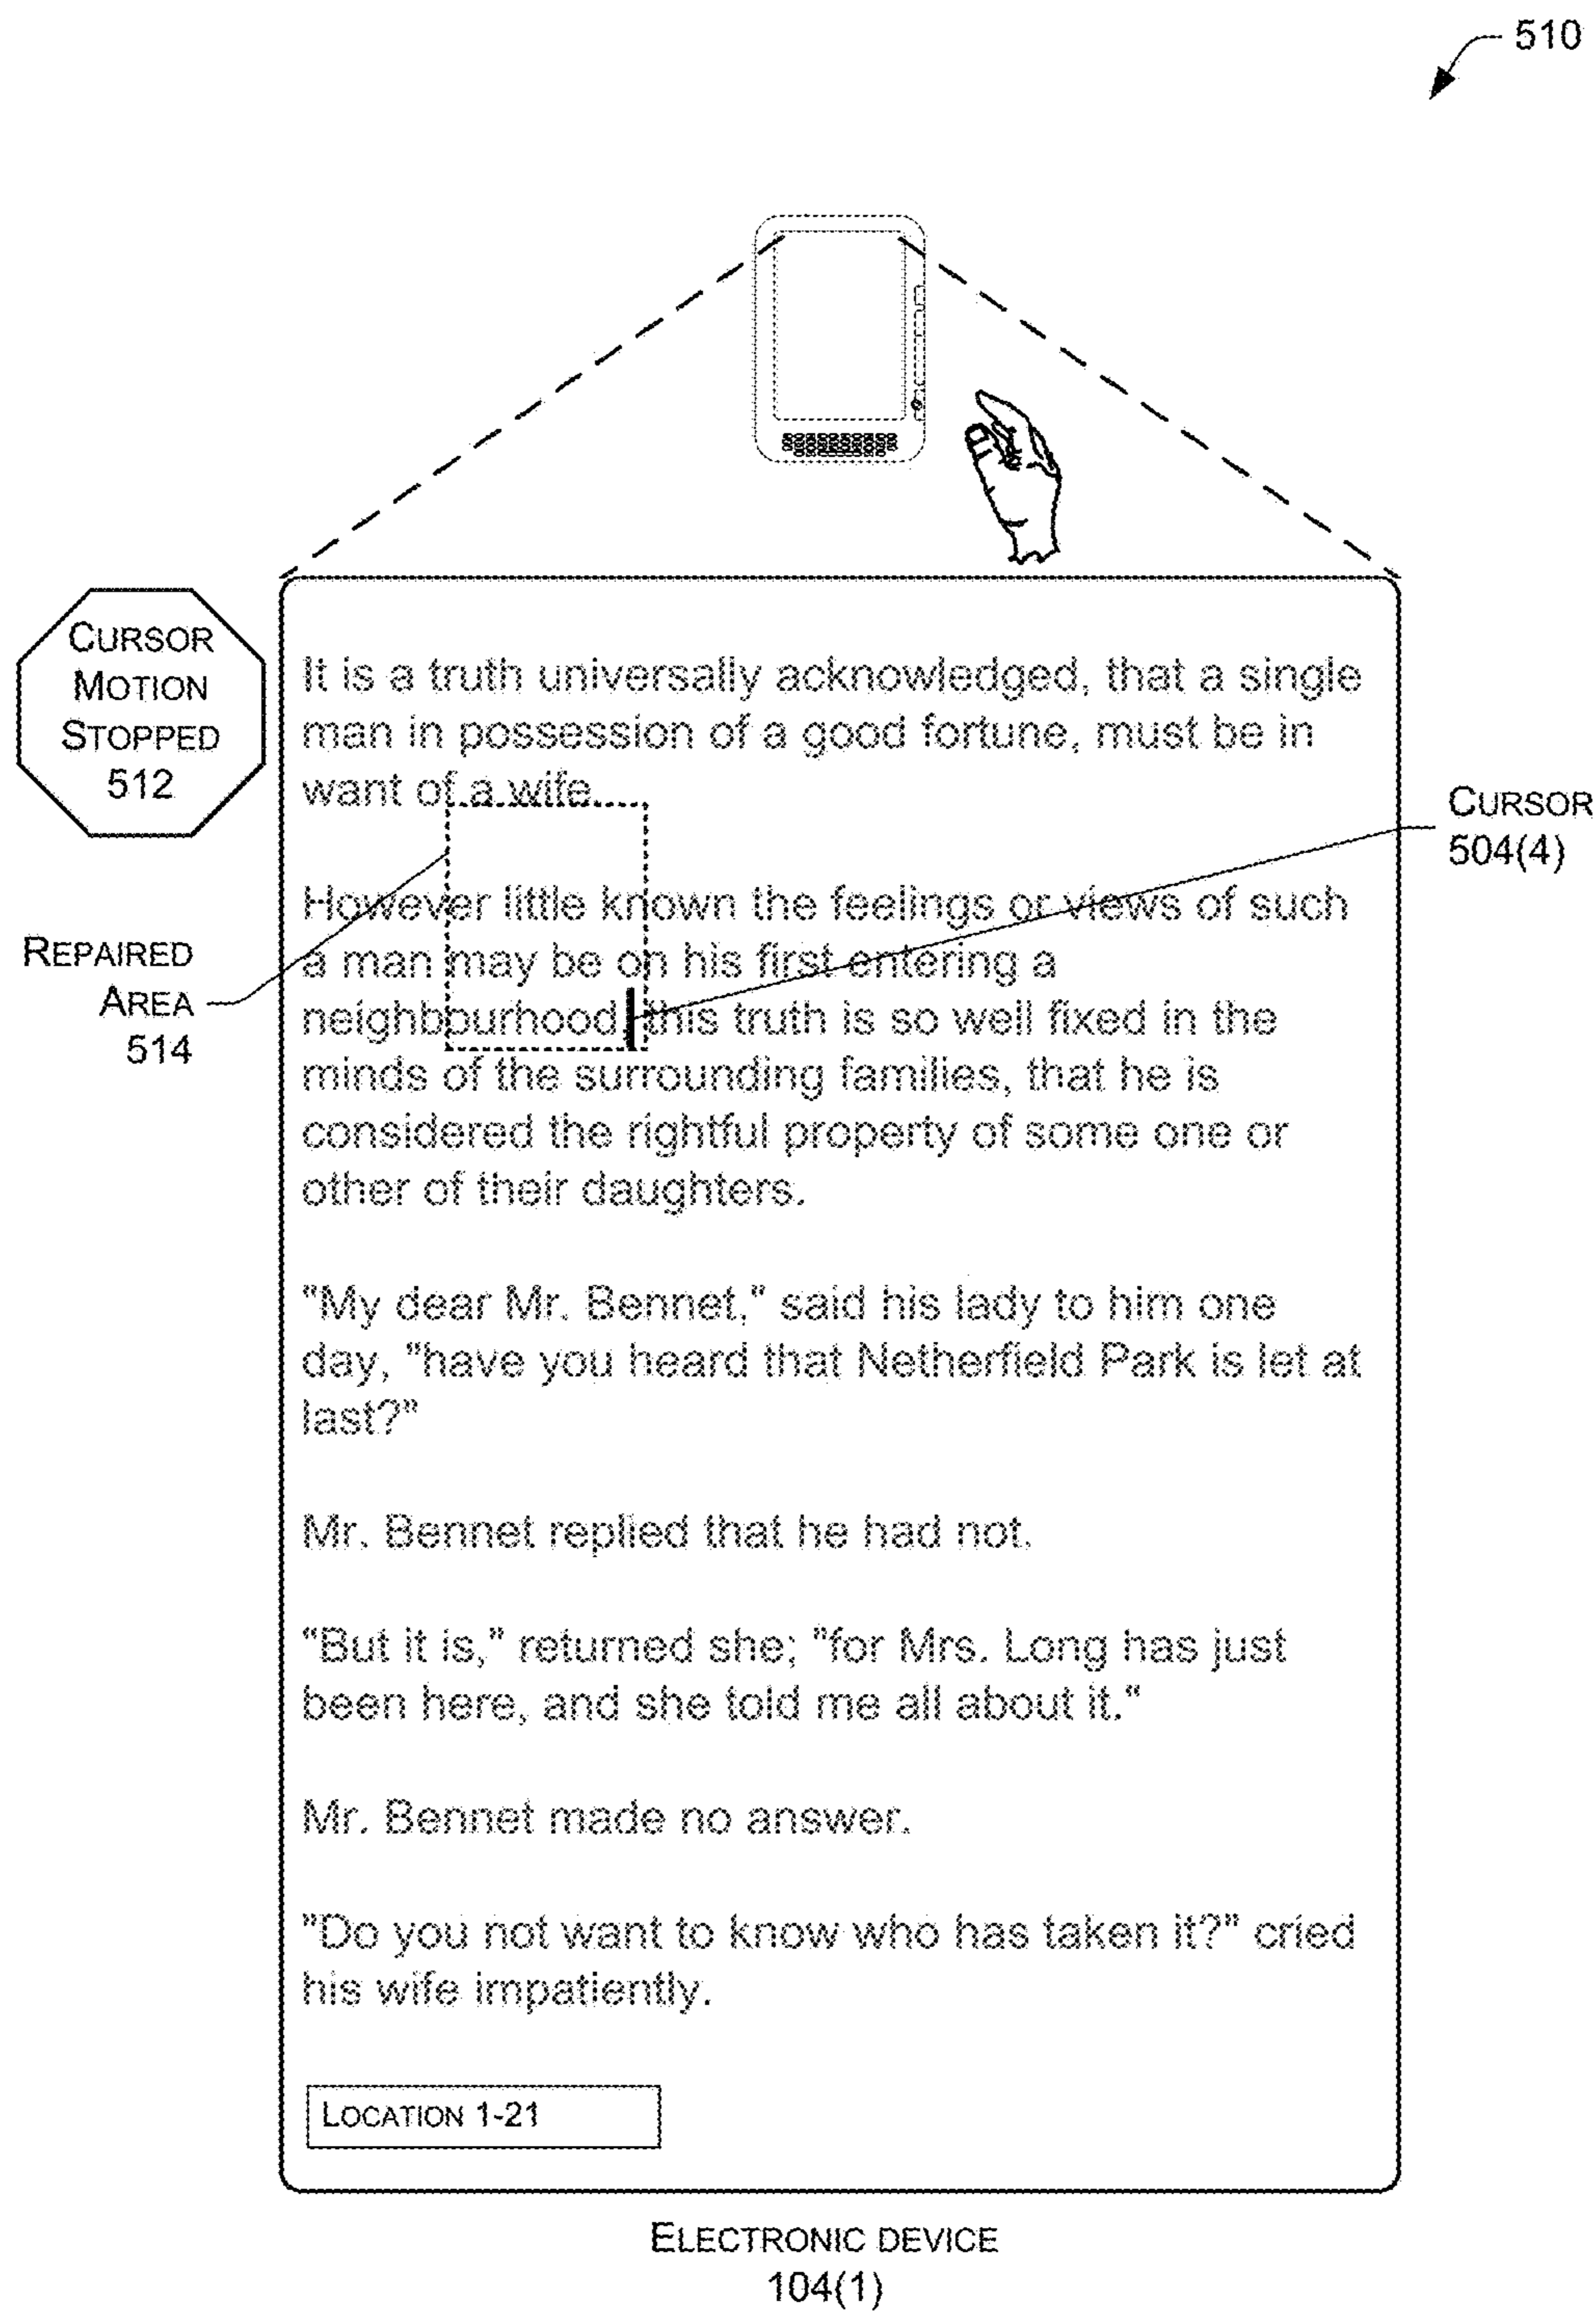 510
CURSOR
MOTION
STOPPED
512
It is a truth universally acknowledged, that a single
man in possession of a good fortune, must be in
want of a wife.
CURSOR
504(4)
However little known the feelings or views of such
a man may be on his first entering a
neighbourhood, this truth is so well fixed in the
minds of the surrounding families, that he is
considered the rightful property of some one or
other of their daughters.
REPAIRED
AREA
514
"My dear Mr. Bennet," said his lady to him one
day, "have you heard that Netherfield Park is let at
last?"
Mr. Bennet replied that he had not.
"But it is," returned she; "for Mrs. Long has just
been here, and she told me all about it."
Mr. Bennet made no answer.
"Do you not want to know who has taken it?" cried
his wife impatiently.
LOCATION 1-21
ELECTRONIC DEVICE
104(1)